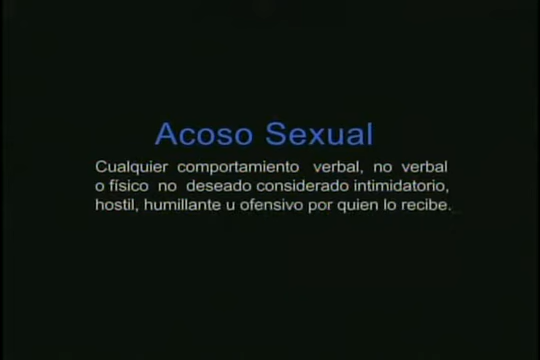 Acoso Sexual
Cualquier comportamiento verbal, no verbal
o físico no deseado considerado intimidatorio,
hostil, humillante u ofensivo por quien lo recibe.